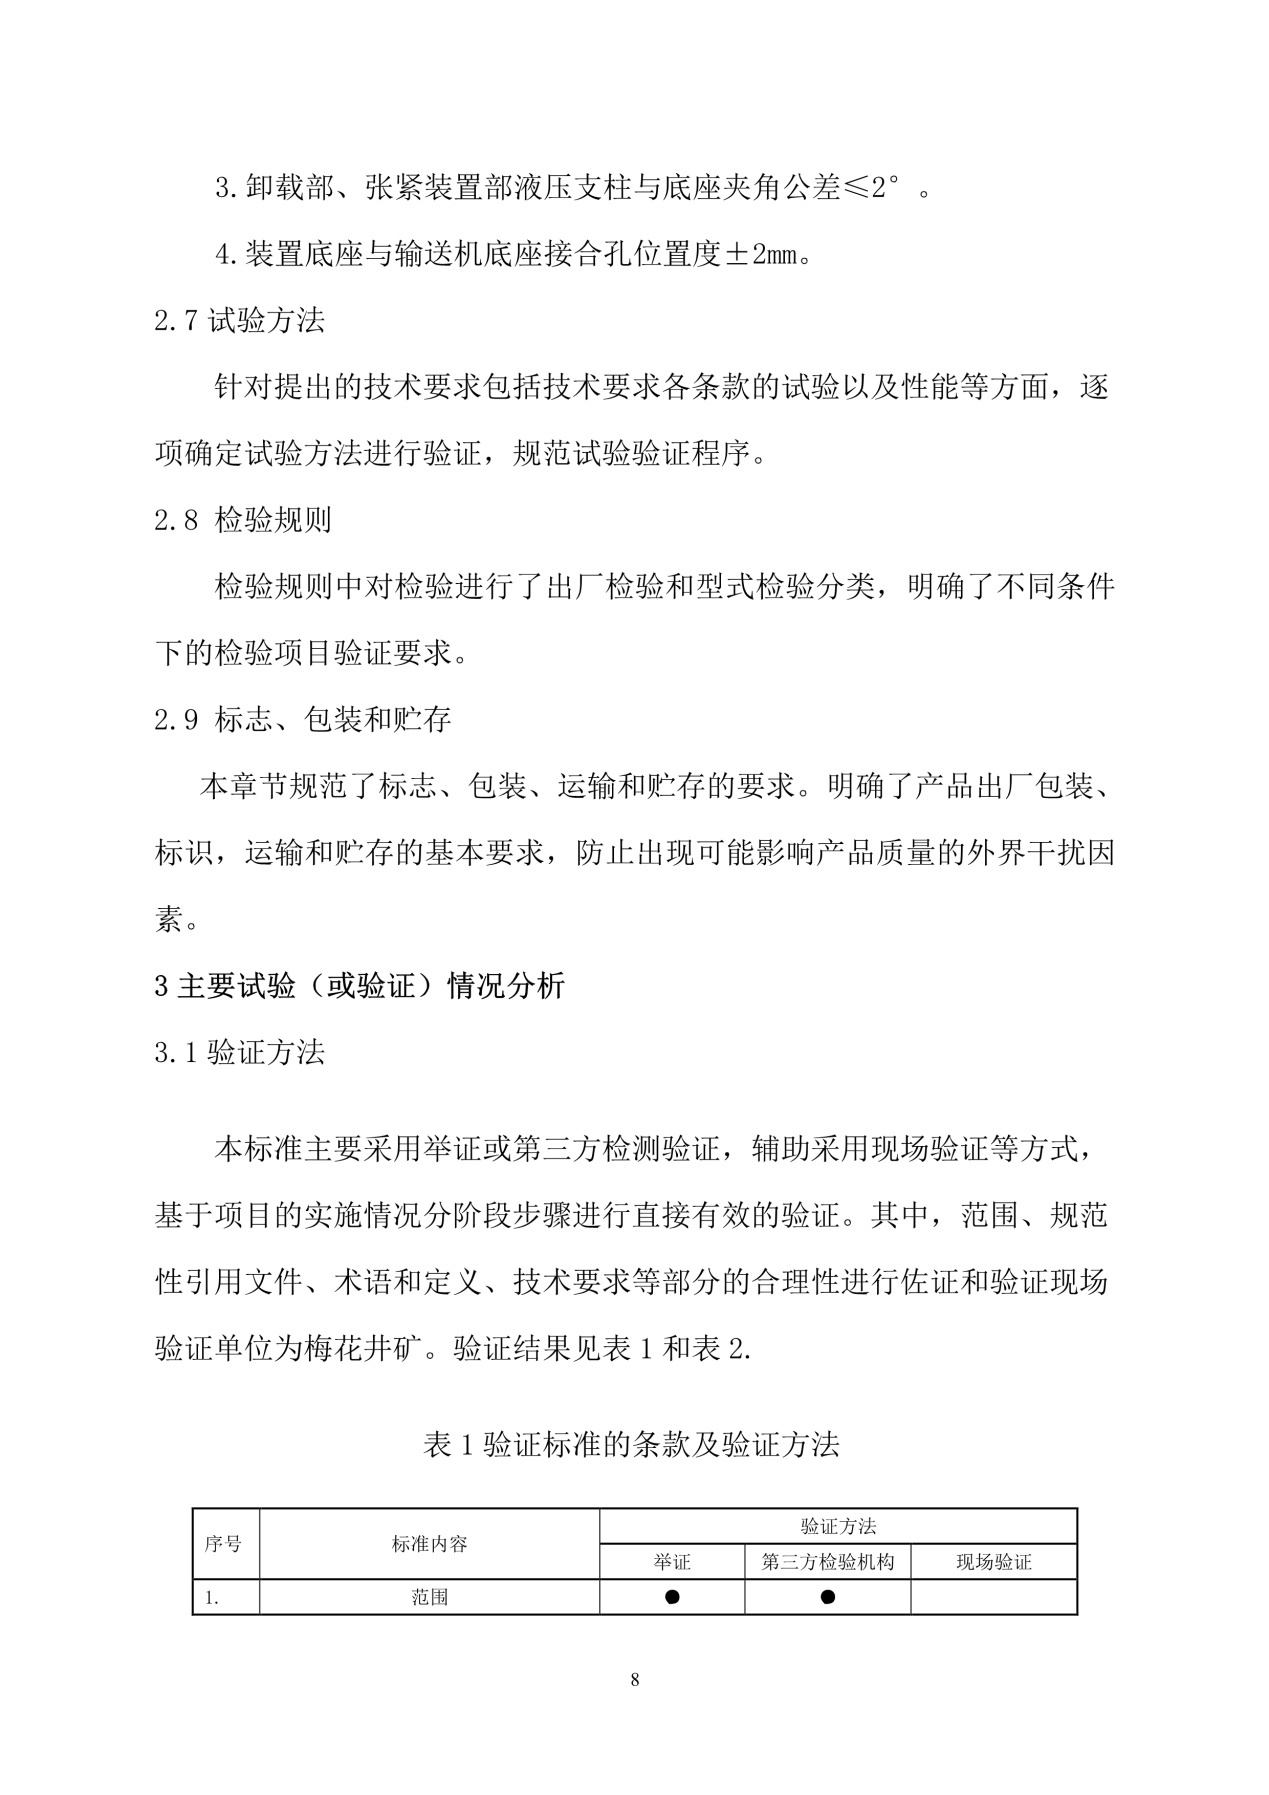 3.卸载部、张紧装置部液压支柱与底座夹角公差≤2°。
4.装置底座与输送机底座接合孔位置度±2mm。
2.7 试验方法
针对提出的技术要求包括技术要求各条款的试验以及性能等方面，逐
项确定试验方法进行验证，规范试验验证程序。
2.8 检验规则
检验规则中对检验进行了出厂检验和型式检验分类，明确了不同条件
下的检验项目验证要求。
2.9 标志、包装和贮存
本章节规范了标志、包装、运输和贮存的要求。明确了产品出厂包装、
标识，运输和贮存的基本要求，防止出现可能影响产品质量的外界干扰因
素。
3 主要试验（或验证）情况分析
3.1 验证方法
本标准主要采用举证或第三方检测验证，辅助采用现场验证等方式，
基于项目的实施情况分阶段步骤进行直接有效的验证。其中，范围、规范
性引用文件、术语和定义、技术要求等部分的合理性进行佐证和验证现场
验证单位为梅花井矿。验证结果见表 1 和表 2.
表 1 验证标准的条款及验证方法
序号 标准内容 验证方法
举证 第三方检验机构 现场验证
1. 范围 ● ●
8